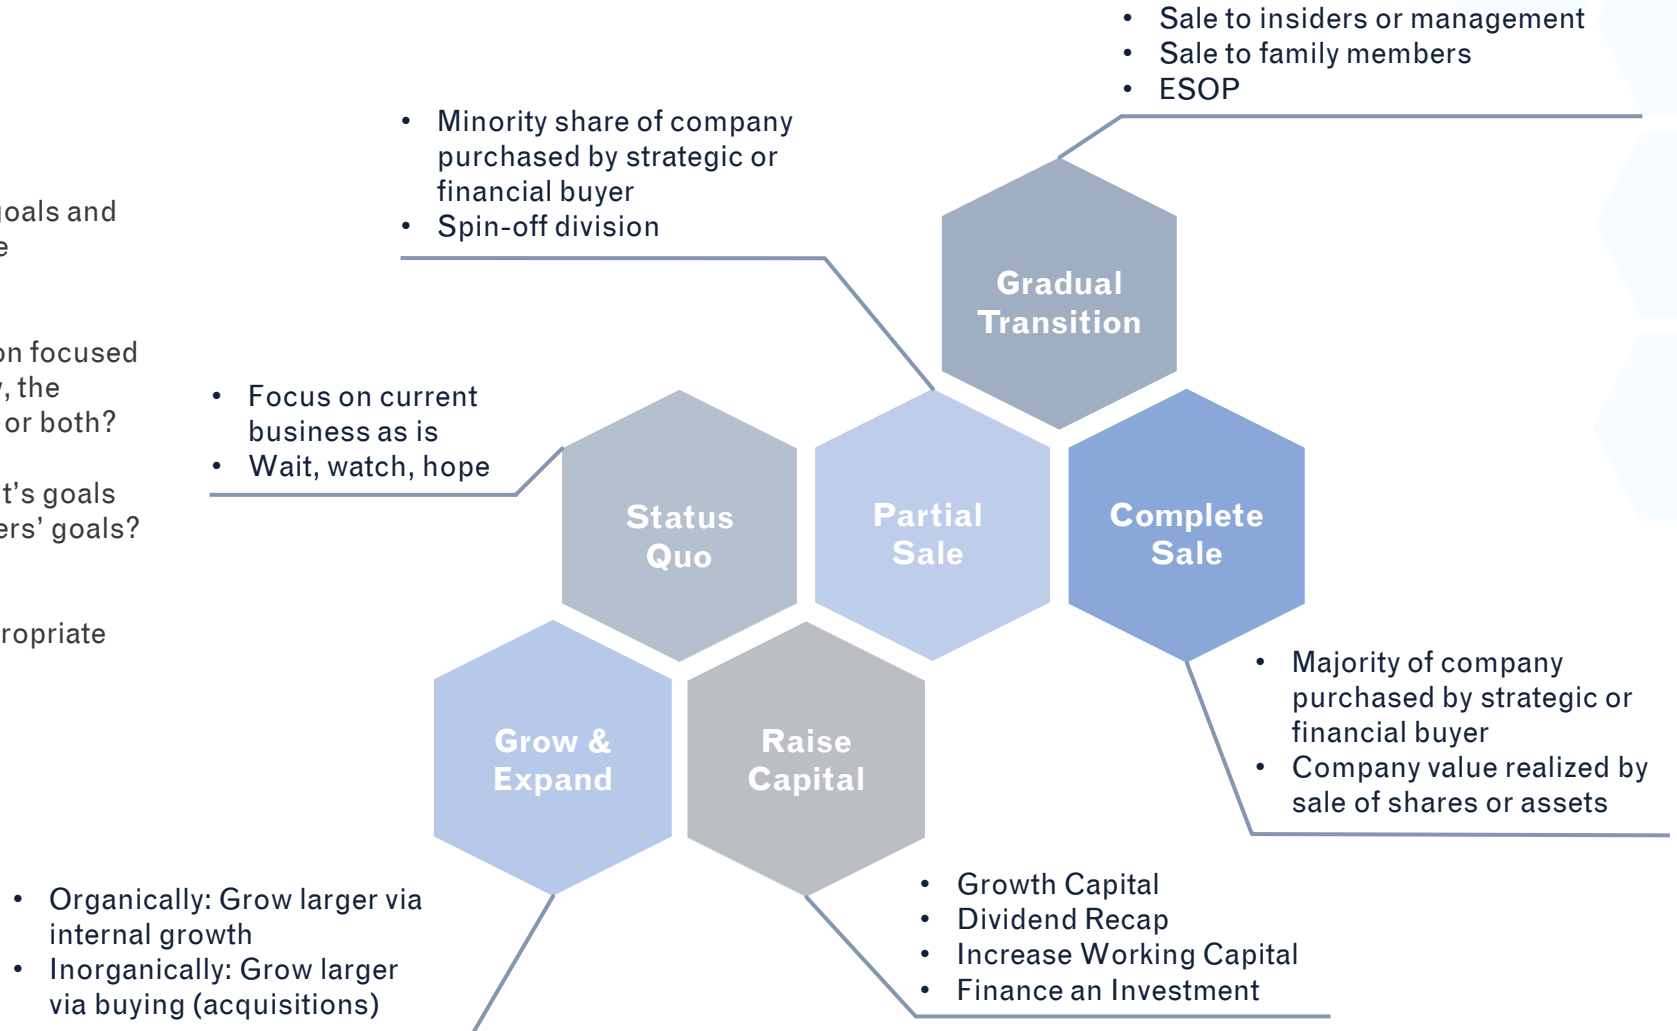 goals and
e
on focused
, the
or both?
t’s goals
ers’ goals?
ropriate
• Sale to insiders or management
• Sale to family members
• ESOP
• Minority share of company
purchased by strategic or
financial buyer
• Spin-off division
Gradual
Transition
• Focus on current
business as is
• Wait, watch, hope
Status
Quo
Partial
Sale
Complete
Sale
Grow &
Expand
Raise
Capital
• Majority of company
purchased by strategic or
financial buyer
• Company value realized by
sale of shares or assets
• Organically: Grow larger via
internal growth
• Inorganically: Grow larger
via buying (acquisitions)
• Growth Capital
• Dividend Recap
• Increase Working Capital
• Finance an Investment